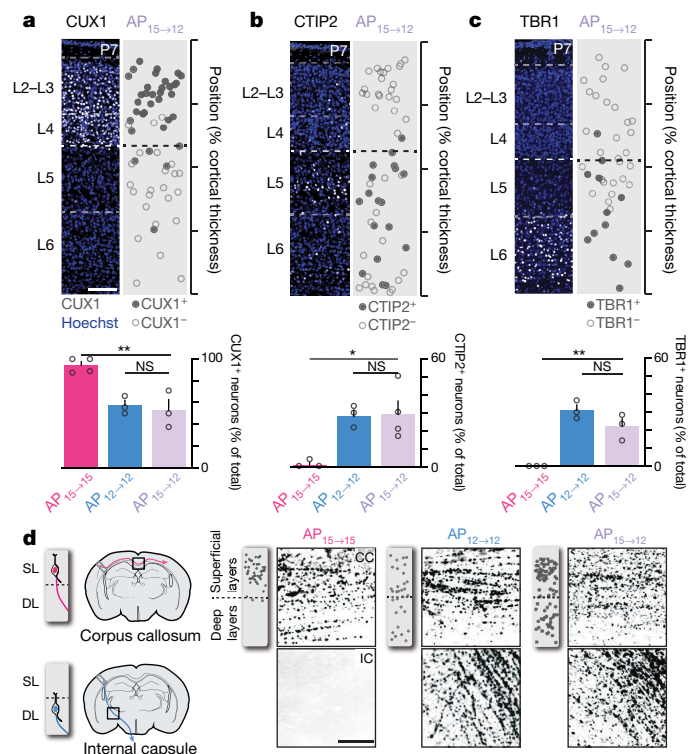 a
CUX1
AP15→12
P7
L2–L3
L4
L5
L6
Position (% cortical thickness)
CUX1
Hoechst
CUX1+
CUX1−
**
NS
100
0
CUX1+ neurons (% of total)
AP15→15
AP12→12
AP15→12
b
CTIP2
AP15→12
P7
L2–L3
L4
L5
L6
Position (% cortical thickness)
CTIP2+
CTIP2−
*
NS
60
0
CTIP2+ neurons (% of total)
AP15→15
AP12→12
AP15→12
c
TBR1
AP15→12
P7
L2–L3
L4
L5
L6
Position (% cortical thickness)
TBR1+
TBR1−
**
NS
60
0
TBR1+ neurons (% of total)
AP15→15
AP12→12
AP15→12
d
SL
DL
Corpus callosum
SL
DL
Internal capsule
Superficial layers
Deep layers
AP15→15
CC
IC
AP12→12
AP15→12